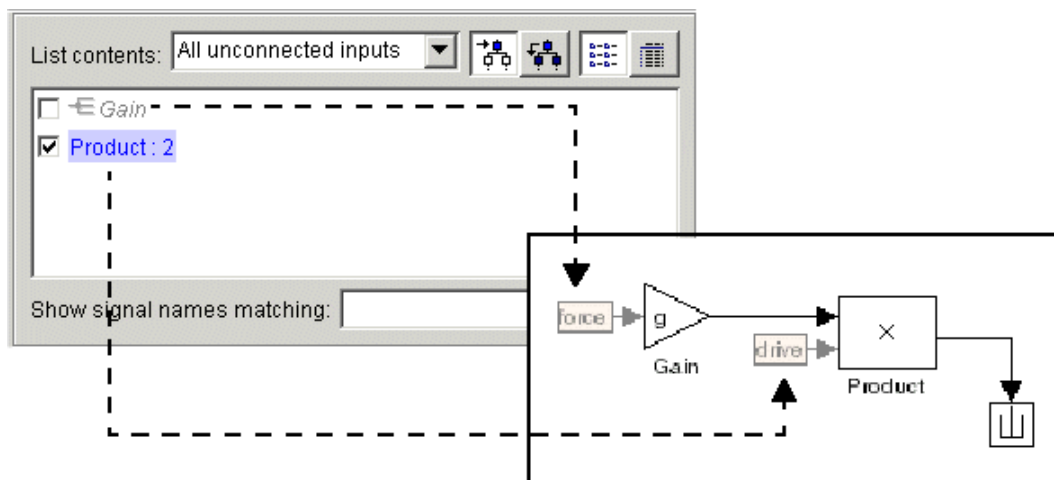 List contents: All unconnected inputs
Gain
Product : 2
Show signal names matching:
force
g
Gain
drive
×
Product